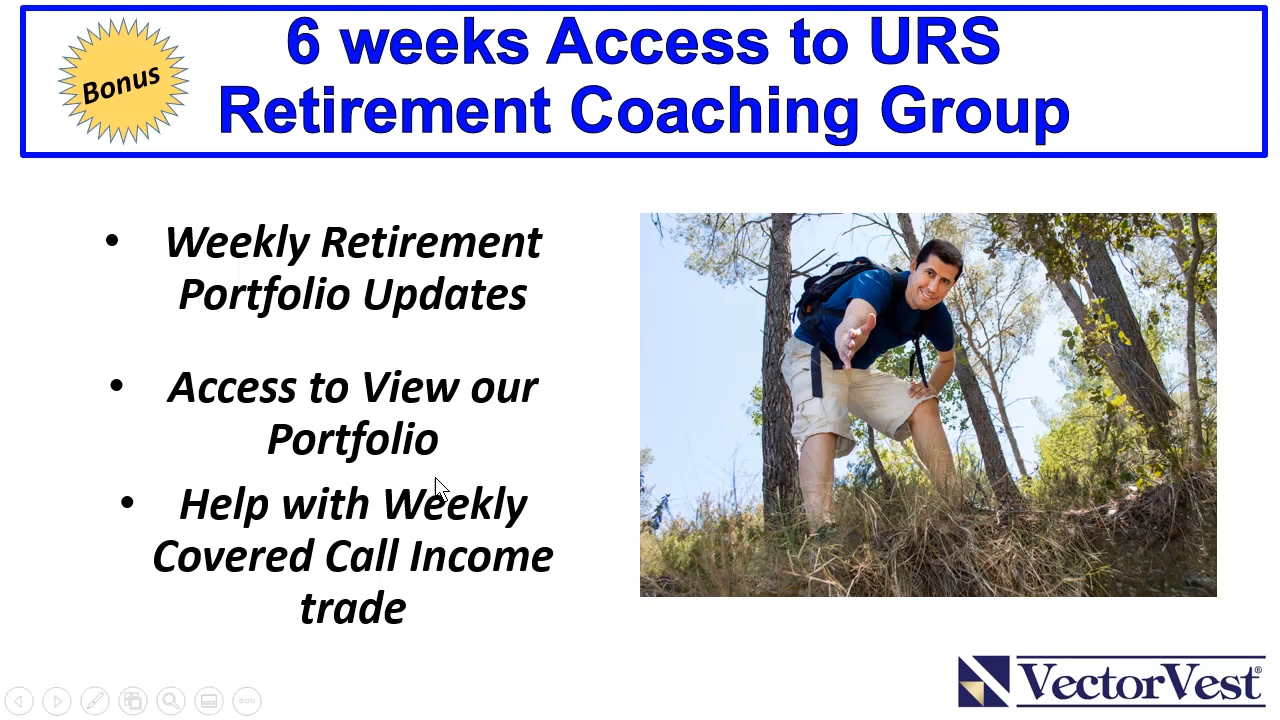 Bonus
6 weeks Access to URS
Retirement Coaching Group
• Weekly Retirement
Portfolio Updates
• Access to View our
Portfolio
• Help with Weekly
Covered Call Income
trade
VectorVest®